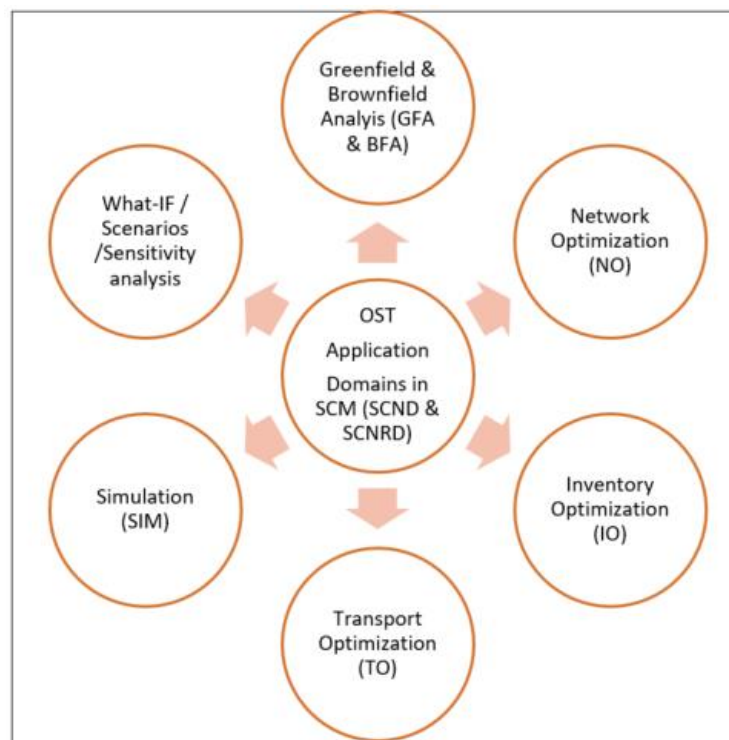 Greenfield &
Brownfield
Analyis (GFA
& BFA)
What-IF /
Scenarios
/Sensitivity
analysis
Network
Optimization
(NO)
OST
Application
Domains in
SCM (SCND &
SCNRD)
Simulation
(SIM)
Inventory
Optimization
(IO)
Transport
Optimization
(TO)